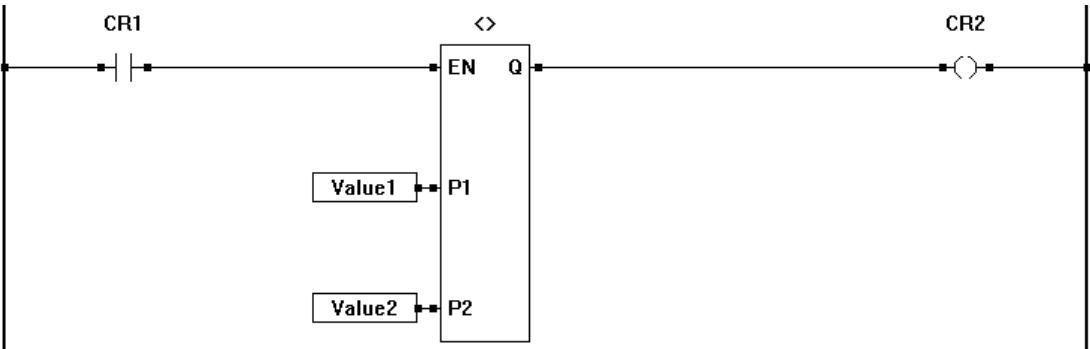 CR1 <> CR2
EN Q
Value1 P1
Value2 P2